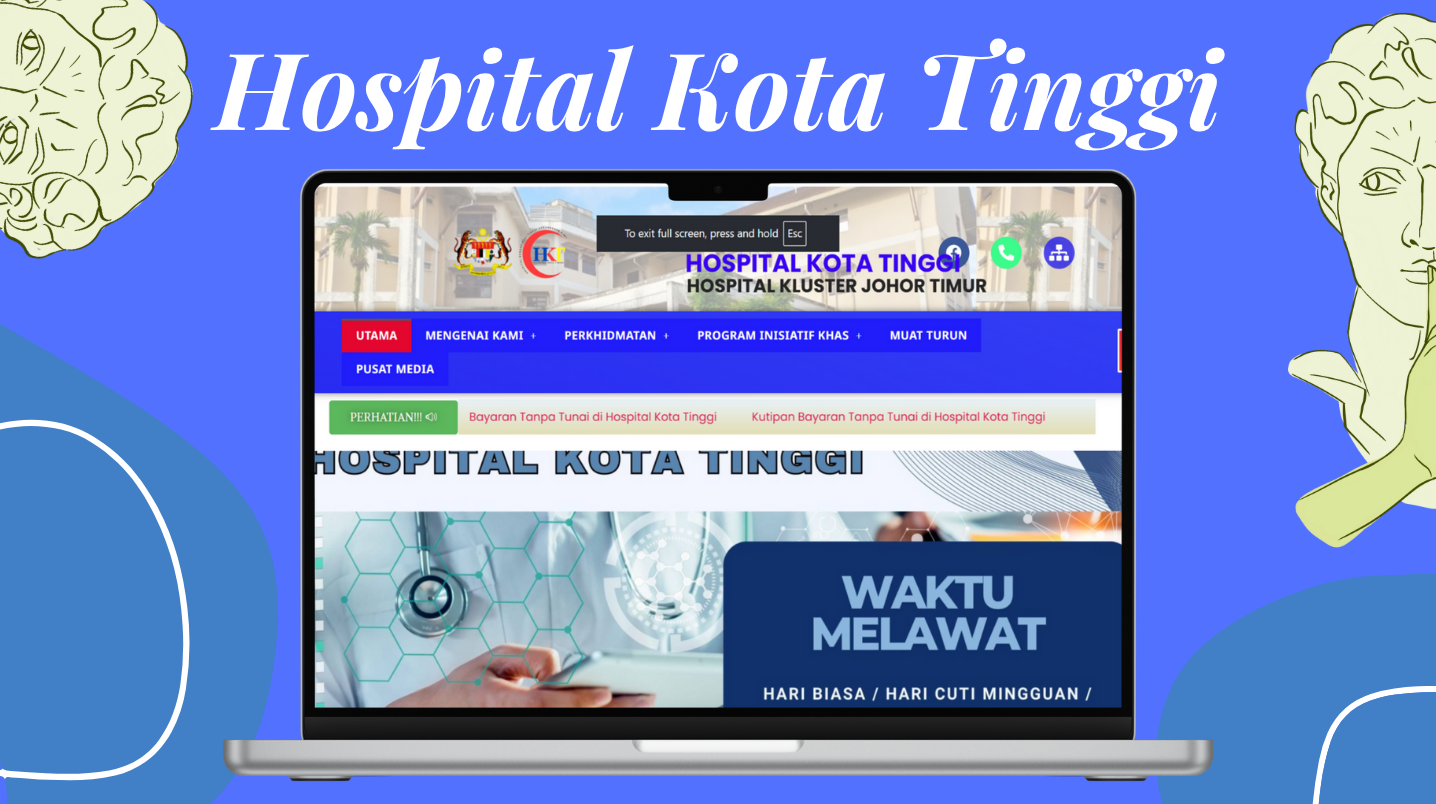 Hospital Kota Tinggi
To exit full screen, press and hold Esc
HKT
HOSPITAL KOTA TINGGI
HOSPITAL KLUSTER JOHOR TIMUR
UTAMA MENGENAI KAMI + PERKHIDMATAN + PROGRAM INISIATIF KHAS + MUAT TURUN
PUSAT MEDIA
PERHATIAN!!! Bayaran Tanpa Tunai di Hospital Kota Tinggi Kutipan Bayaran Tanpa Tunai di Hospital Kota Tinggi
HOSPITAL KOTA TINGGI
WAKTU
MELAWAT
HARI BIASA / HARI CUTI MINGGUAN /